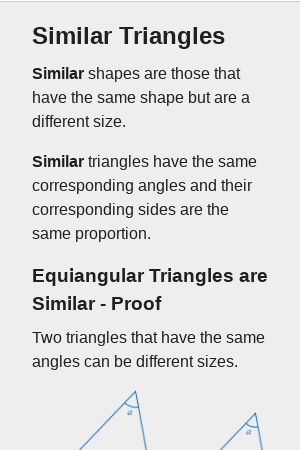 Similar Triangles
Similar shapes are those that
have the same shape but are a
different size.
Similar triangles have the same
corresponding angles and their
corresponding sides are the
same proportion.
Equiangular Triangles are
Similar - Proof
Two triangles that have the same
angles can be different sizes.
a
a